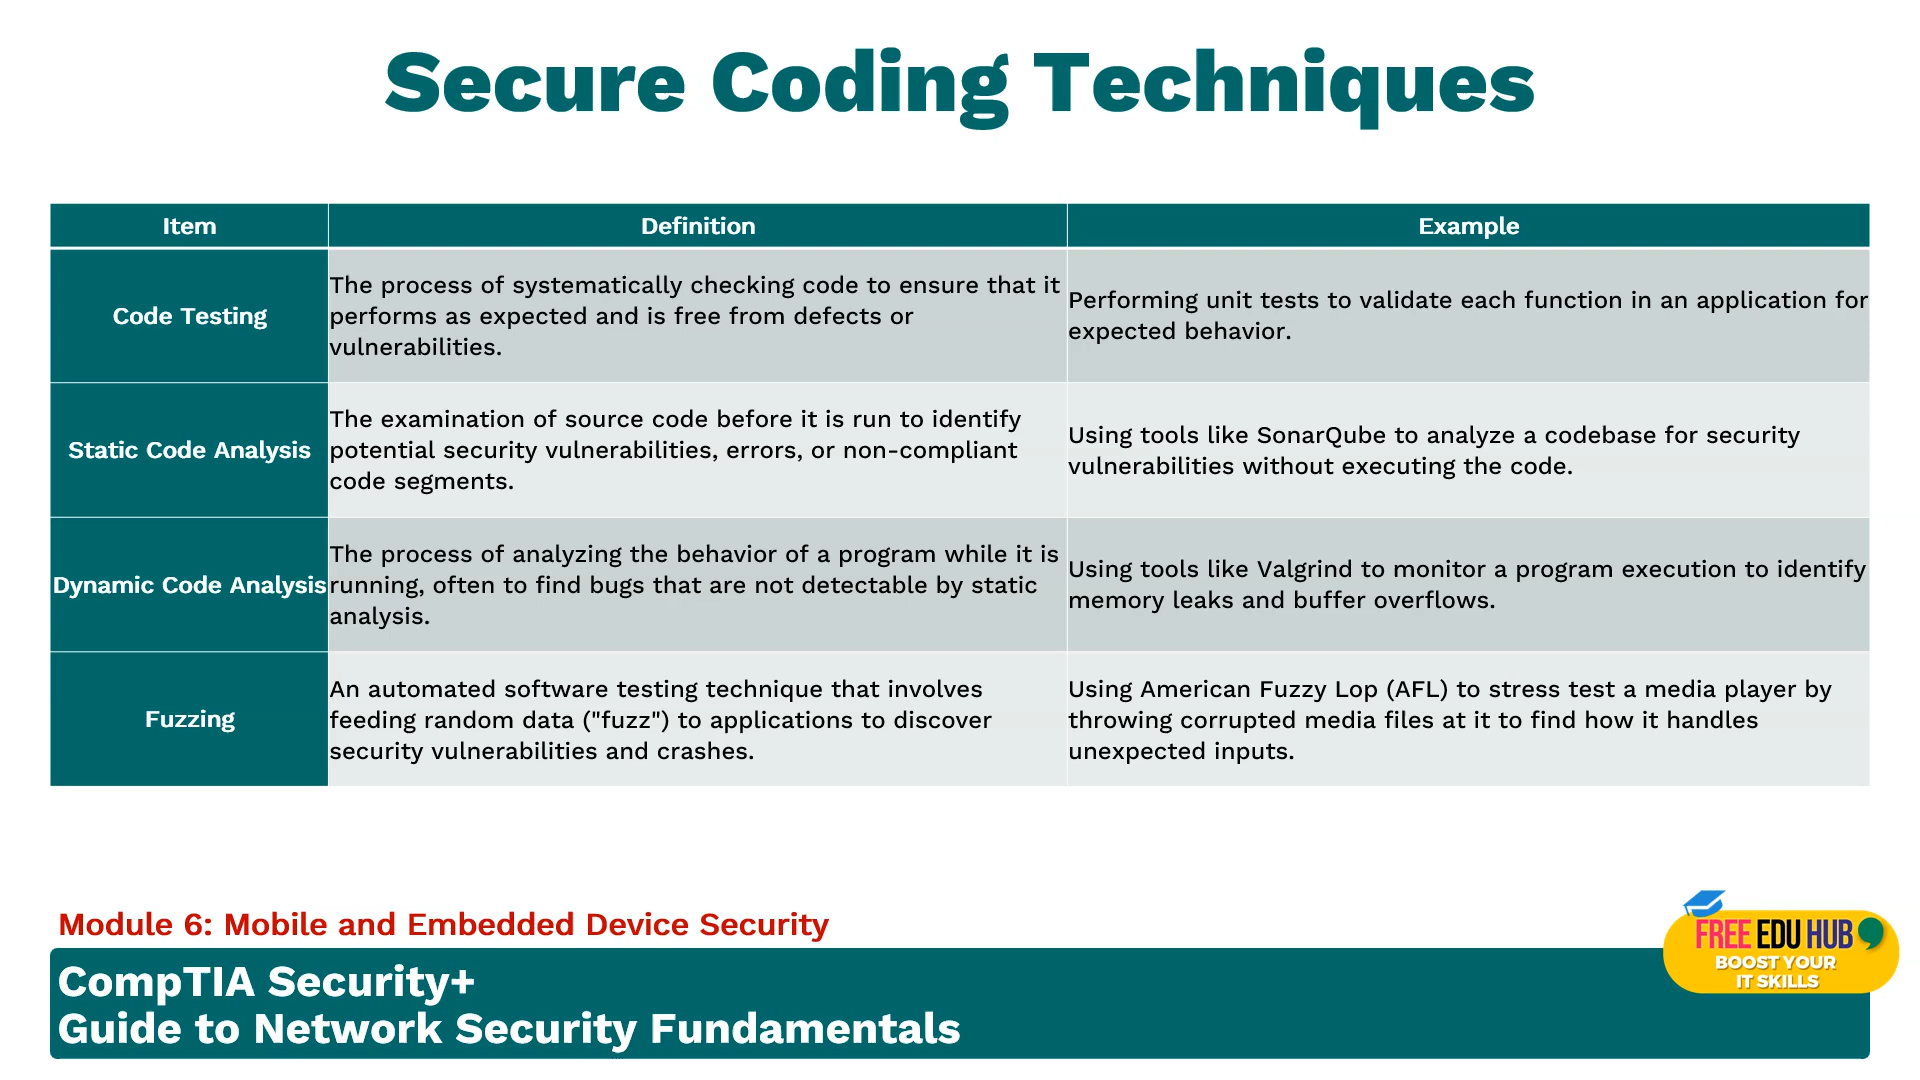 Secure Coding Techniques
Item
Definition
Example
Code Testing
The process of systematically checking code to ensure that it
performs as expected and is free from defects or
vulnerabilities.
Performing unit tests to validate each function in an application for
expected behavior.
Static Code Analysis
The examination of source code before it is run to identify
potential security vulnerabilities, errors, or non-compliant
code segments.
Using tools like SonarQube to analyze a codebase for security
vulnerabilities without executing the code.
Dynamic Code Analysis
The process of analyzing the behavior of a program while it is
running, often to find bugs that are not detectable by static
analysis.
Using tools like Valgrind to monitor a program execution to identify
memory leaks and buffer overflows.
Fuzzing
An automated software testing technique that involves
feeding random data ("fuzz") to applications to discover
security vulnerabilities and crashes.
Using American Fuzzy Lop (AFL) to stress test a media player by
throwing corrupted media files at it to find how it handles
unexpected inputs.
Module 6: Mobile and Embedded Device Security
CompTIA Security+
Guide to Network Security Fundamentals
FREE EDU HUB
BOOST YOUR
IT SKILLS